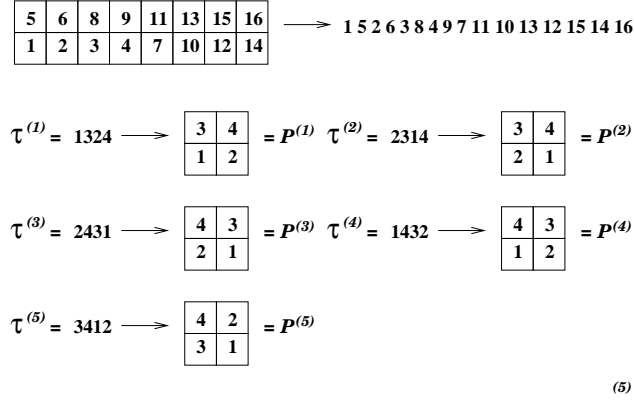 5 6 8 9 11 13 15 16
1 2 3 4 7 10 12 14
1 5 2 6 3 8 4 9 7 11 10 13 12 15 14 16
τ(1) = 1324 3 4 = P(1) τ(2) = 2314 3 4 = P(2)
1 2 2 1
τ(3) = 2431 4 3 = P(3) τ(4) = 1432 4 3 = P(4)
2 1 1 2
τ(5) = 3412 4 2 = P(5)
3 1
(5)